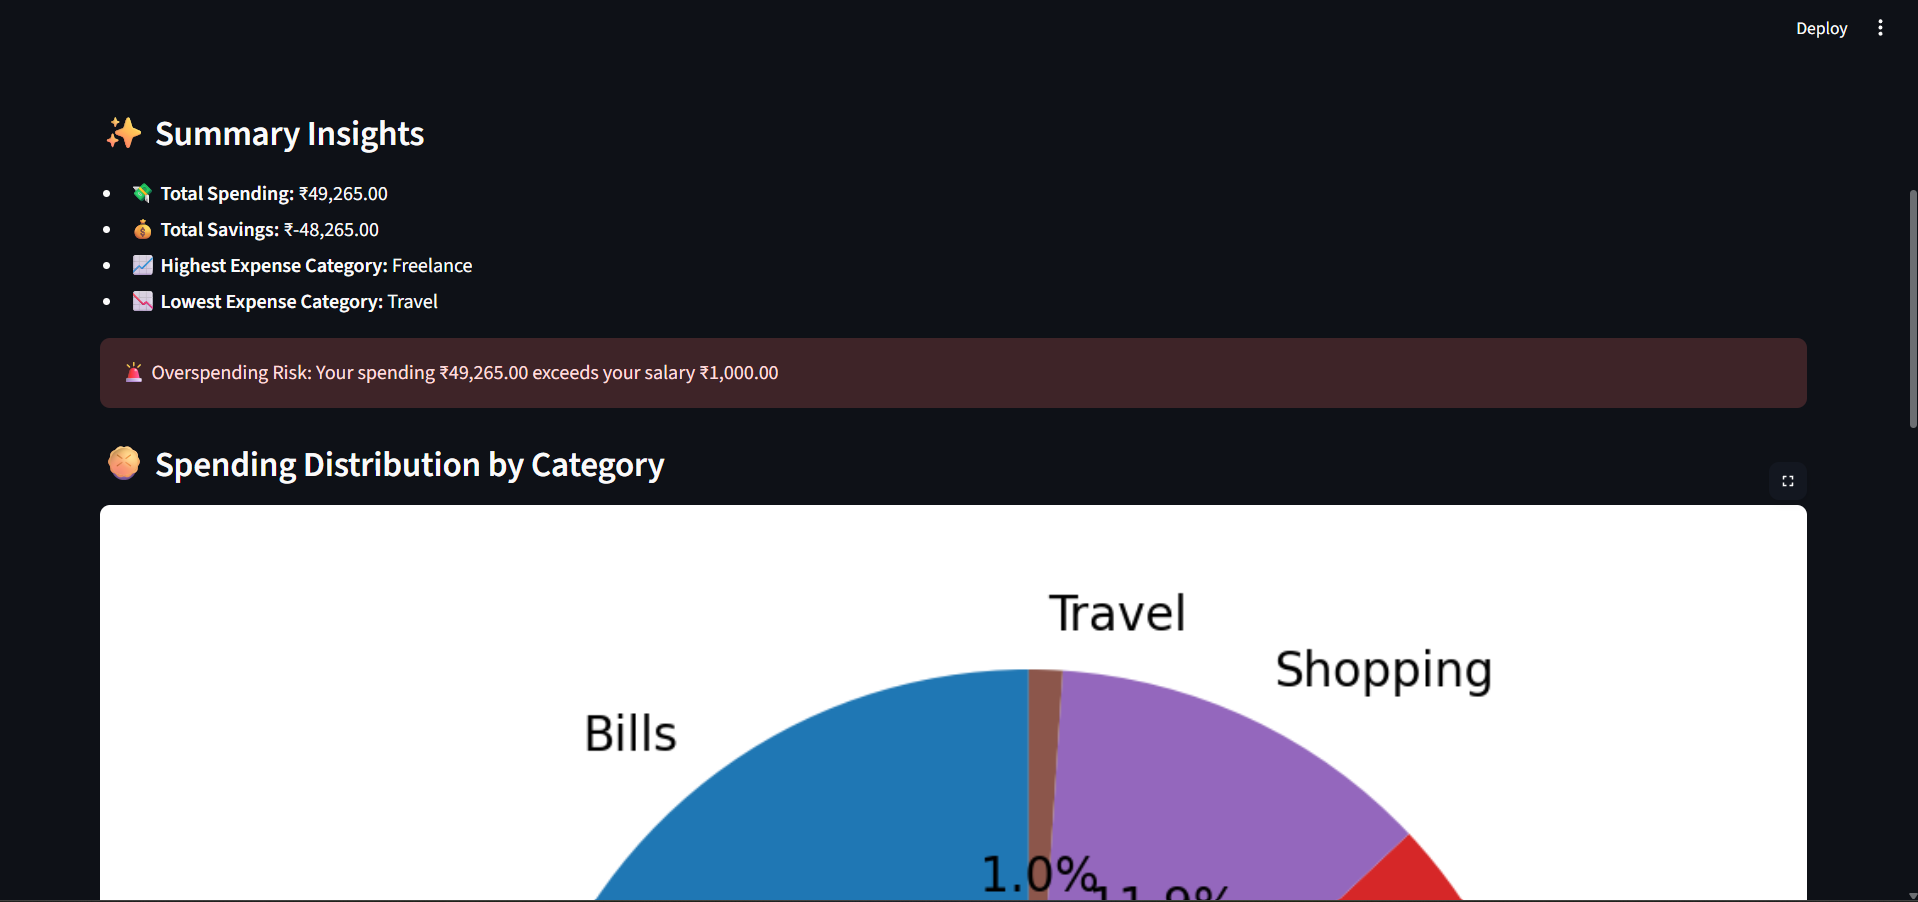 Deploy
Summary Insights
Total Spending: ₹49,265.00
Total Savings: ₹-48,265.00
Highest Expense Category: Freelance
Lowest Expense Category: Travel
Overspending Risk: Your spending ₹49,265.00 exceeds your salary ₹1,000.00
Spending Distribution by Category
Travel
Shopping
Bills
1.0%
11.9%